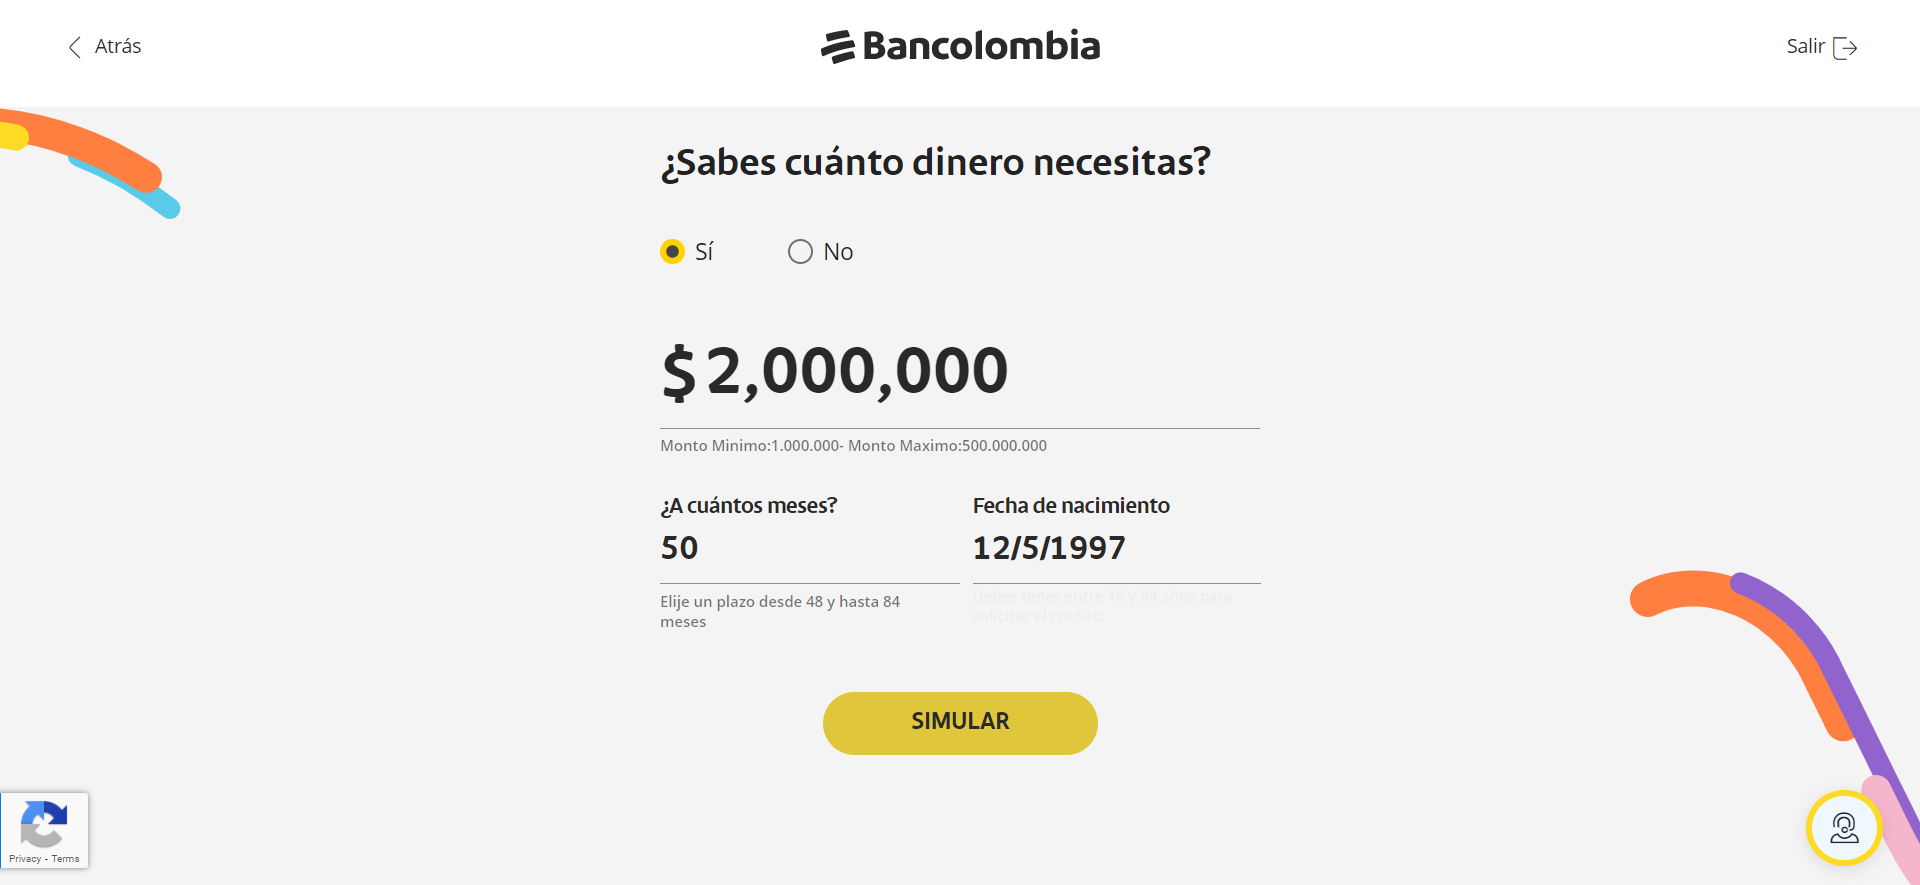 Atrás
Bancolombia
Salir
¿Sabes cuánto dinero necesitas?
Sí
No
$ 2,000,000
Monto Minimo:1.000.000- Monto Maximo:500.000.000
¿A cuántos meses?
Fecha de nacimiento
50
12/5/1997
Elije un plazo desde 48 y hasta 84
meses
Debes tener entre 18 y 84 años para
solicitar el crédito.
SIMULAR
Privacy - Terms